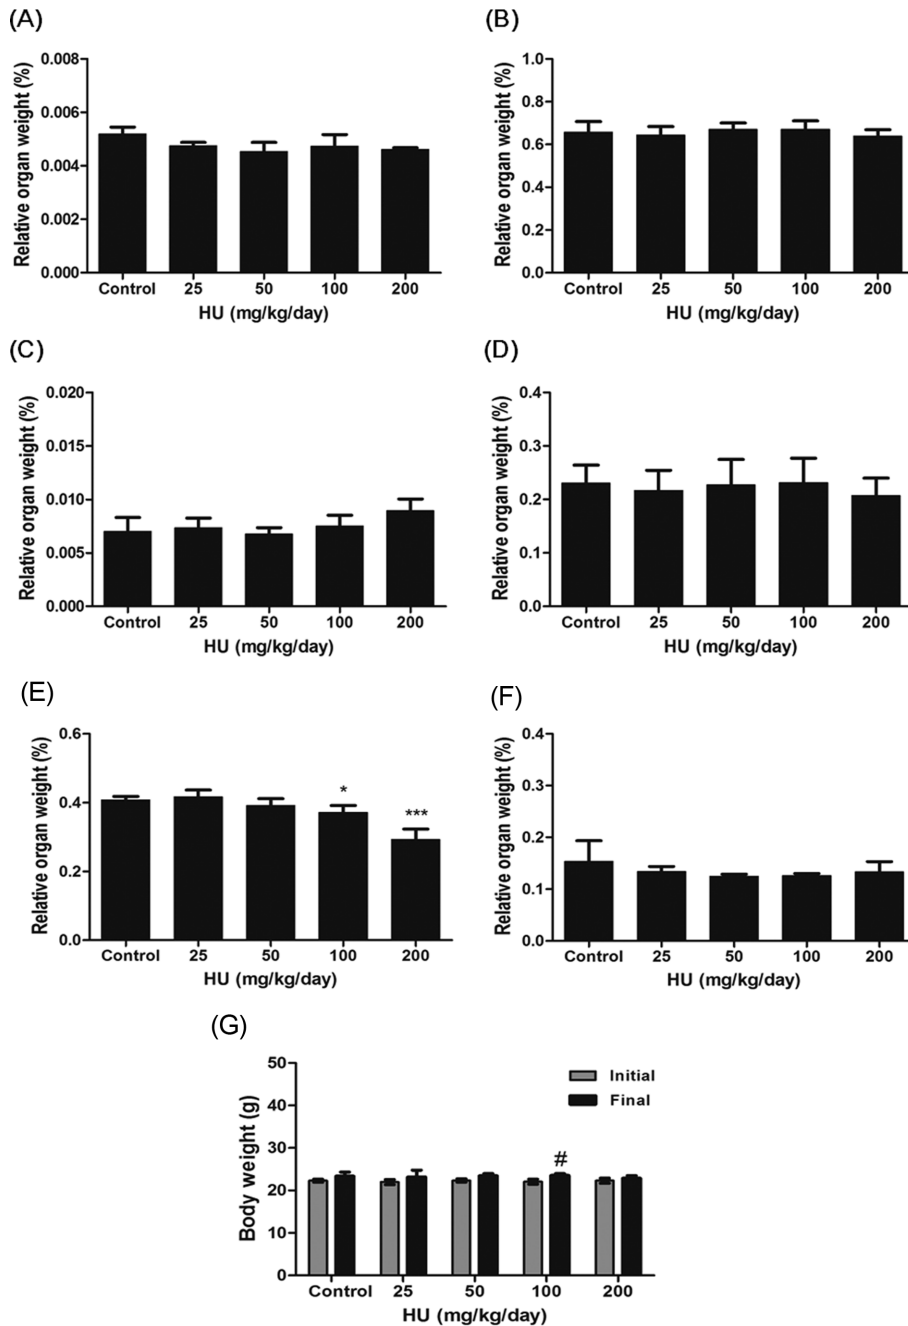 (A)
(B)
Relative organ weight (%)
0.008
0.006
0.004
0.002
0.000
Control 25 50 100 200
HU (mg/kg/day)
Relative organ weight (%)
1.0
0.8
0.6
0.4
0.2
0.0
Control 25 50 100 200
HU (mg/kg/day)
(C)
(D)
Relative organ weight (%)
0.020
0.015
0.010
0.005
0.000
Control 25 50 100 200
HU (mg/kg/day)
Relative organ weight (%)
0.4
0.3
0.2
0.1
0.0
Control 25 50 100 200
HU (mg/kg/day)
(E)
(F)
Relative organ weight (%)
0.6
0.4
0.2
0.0
*
***
Control 25 50 100 200
HU (mg/kg/day)
Relative organ weight (%)
0.4
0.3
0.2
0.1
0.0
Control 25 50 100 200
HU (mg/kg/day)
(G)
Body weight (g)
50
40
30
20
10
0
Initial
Final
#
Control 25 50 100 200
HU (mg/kg/day)